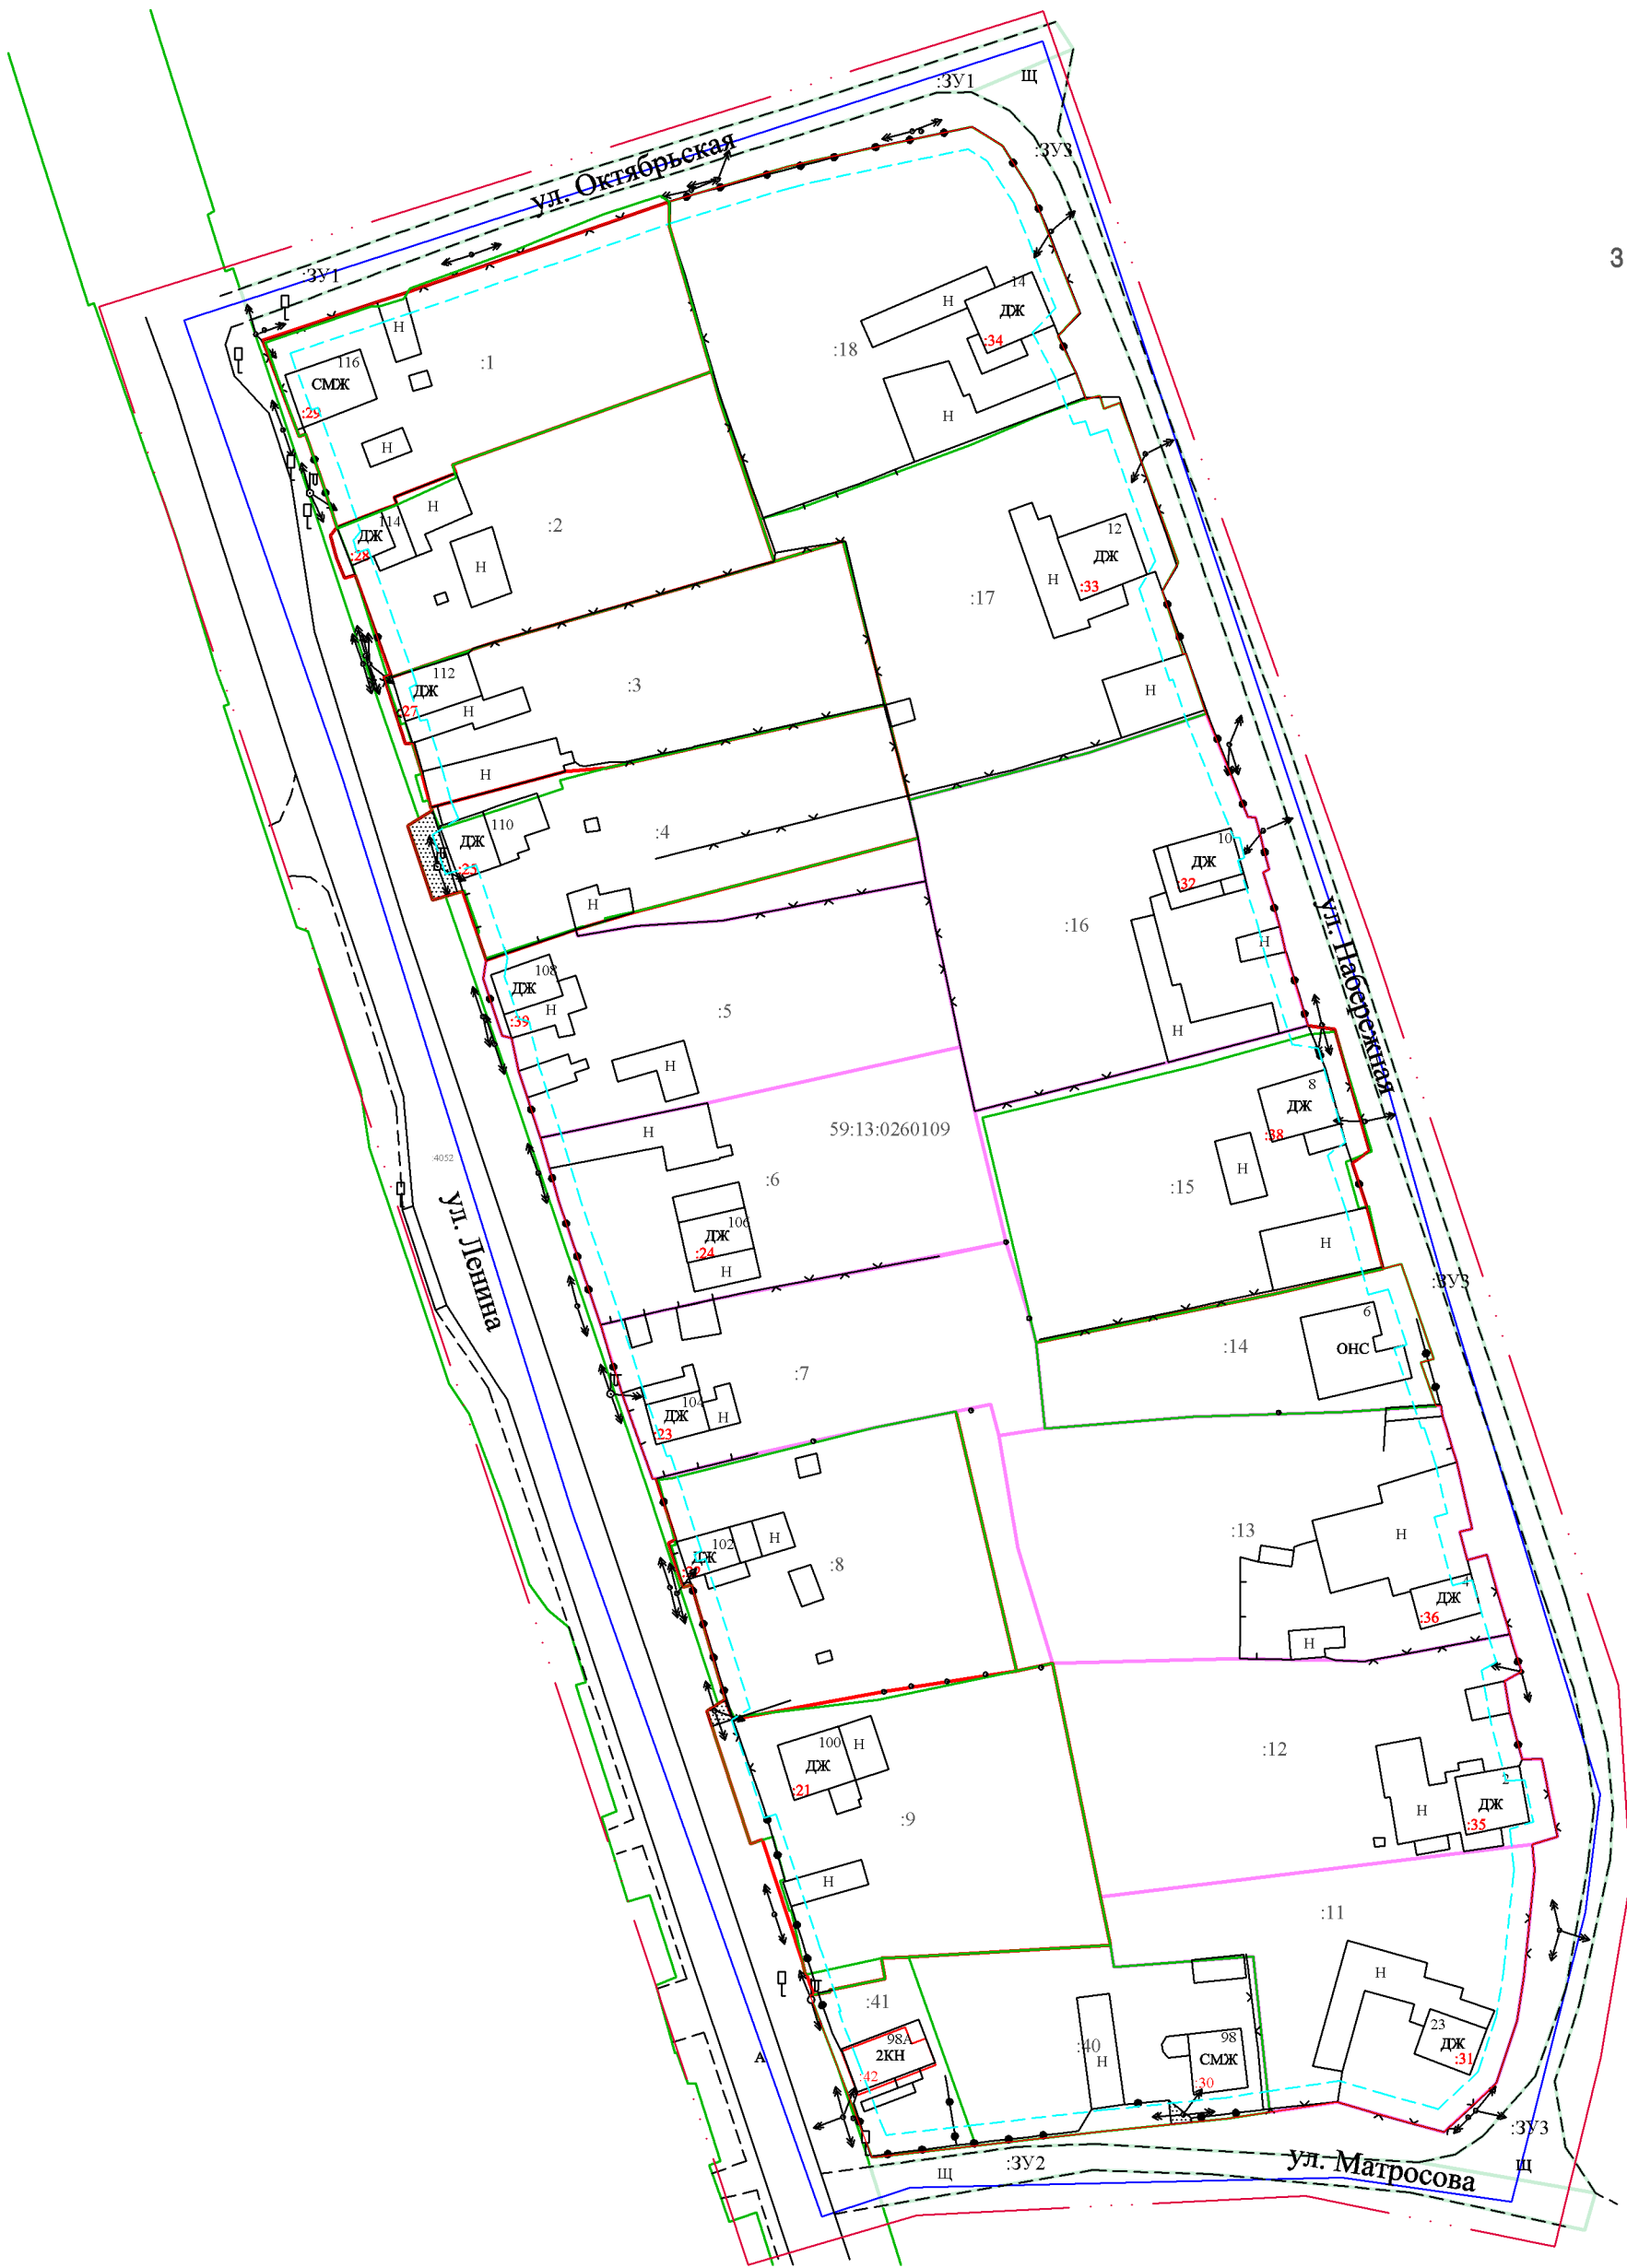 :ЗУ1
Щ
ул. Октябрьская
:ЗУ3
3
:ЗУ1
14
Н
ДЖ
:34
Н
:18
:1
116
СМЖ
:29
Н
Н
114
Н
ДЖ
:28
:2
Н
12
ДЖ
Н
:33
:17
112
ДЖ
:27
Н
:3
Н
Н
110
ДЖ
:25
:4
10
ДЖ
:32
Н
ул. Набережная
:16
Н
Н
108
ДЖ
:39
Н
:5
Н
8
ДЖ
:38
59:13:0260109
Н
4052
:6
Н
:15
ул. Ленина
106
ДЖ
:24
Н
Н
:ЗУ3
6
ОНС
:14
:7
104
ДЖ
:23
Н
102
ДЖ
:22
Н
:8
:13
Н
4
ДЖ
:36
Н
100
Н
ДЖ
:21
:12
2
ДЖ
:35
Н
:9
Н
:11
Н
:41
98А
2КН
:42
:40
Н
98
СМЖ
:30
23
ДЖ
:31
А
:ЗУ3
:ЗУ2
ул. Матросова
Щ
Щ